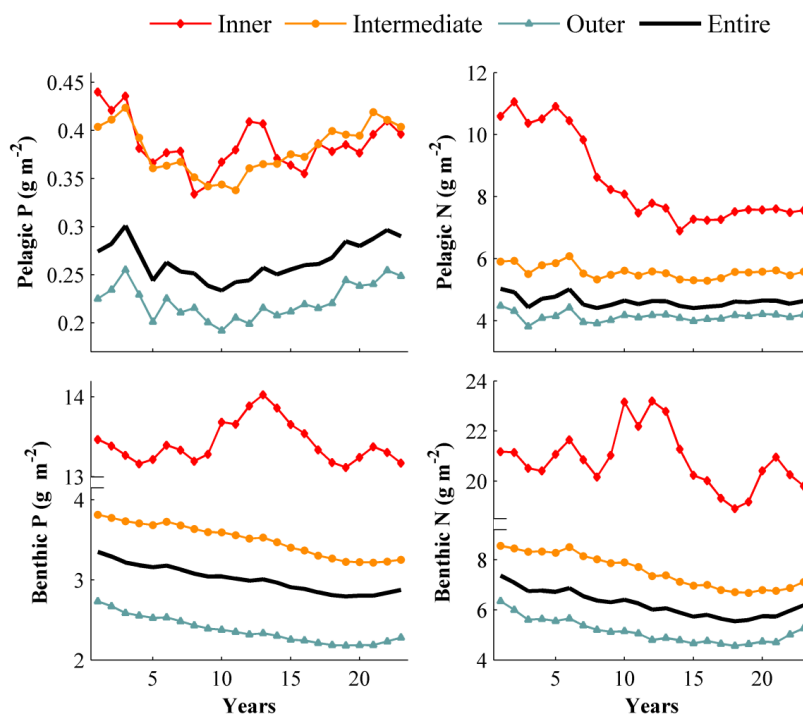 Inner Intermediate Outer Entire
Pelagic P (g m⁻²)
0.45
0.4
0.35
0.3
0.25
0.2
Pelagic N (g m⁻²)
12
10
8
6
4
Benthic P (g m⁻²)
14
13
4
3
2
5 10 15 20
Years
Benthic N (g m⁻²)
24
22
20
8
6
4
5 10 15 20
Years